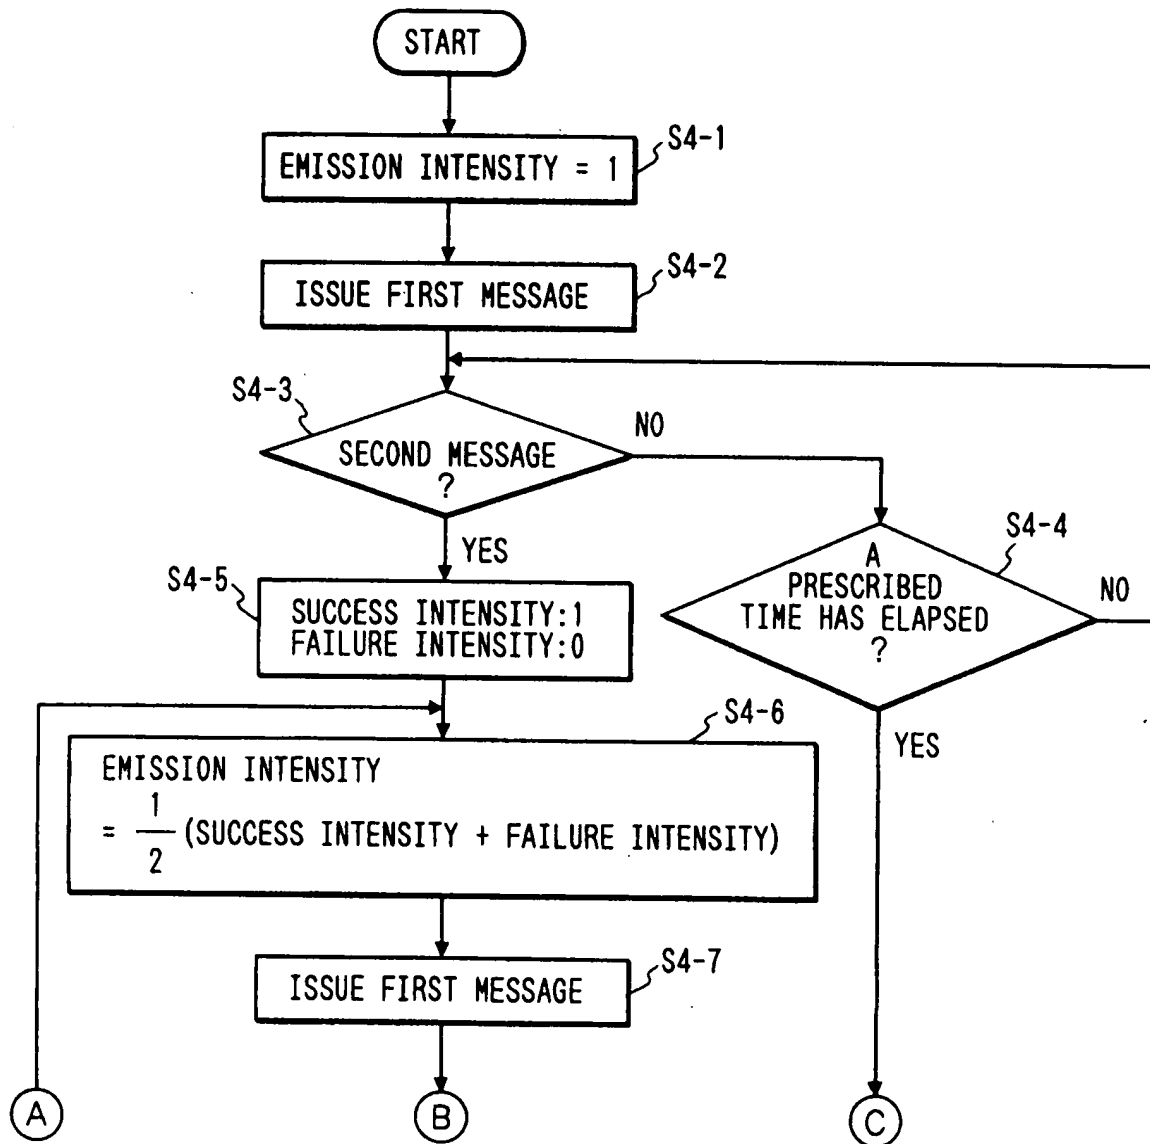 START
S4-1
EMISSION INTENSITY = 1
S4-2
ISSUE FIRST MESSAGE
S4-3
NO
SECOND MESSAGE
?
YES
S4-4
A
PRESCRIBED
TIME HAS ELAPSED
?
NO
YES
S4-5
SUCCESS INTENSITY:1
FAILURE INTENSITY:0
S4-6
EMISSION INTENSITY
= 1/2 (SUCCESS INTENSITY + FAILURE INTENSITY)
S4-7
ISSUE FIRST MESSAGE
A
B
C